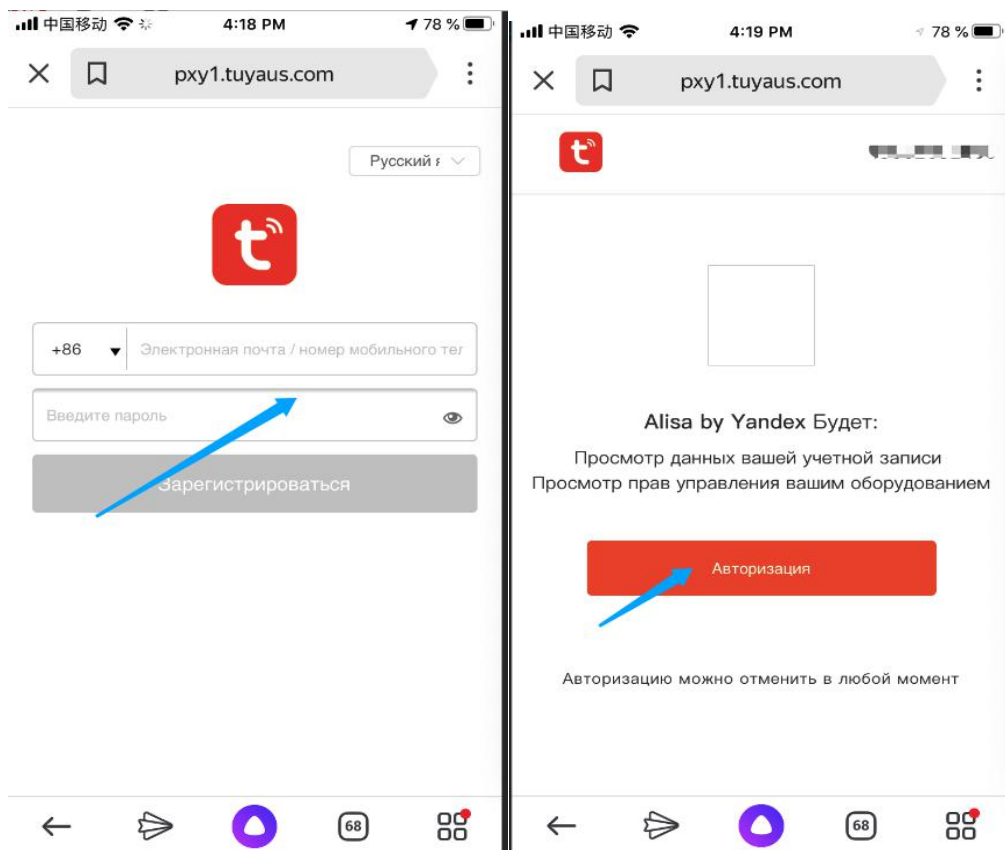 中国移动 4:18 PM 78 %
pxy1.tuyaus.com
Русский я
t
+86 Электронная почта / номер мобильного тел
Введите пароль
Зарегистрироваться
68
中国移动 4:19 PM 78 %
pxy1.tuyaus.com
t
Alisa by Yandex Будет:
Просмотр данных вашей учетной записи
Просмотр прав управления вашим оборудованием
Авторизация
Авторизацию можно отменить в любой момент
68